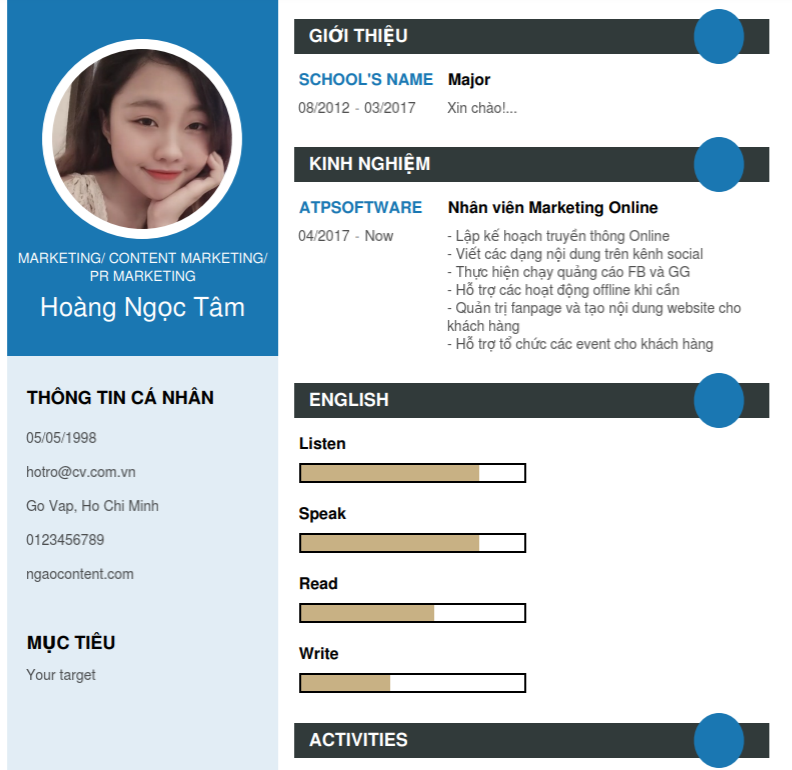 MARKETING/ CONTENT MARKETING/
PR MARKETING
Hoàng Ngọc Tâm
THÔNG TIN CÁ NHÂN
05/05/1998
hotro@cv.com.vn
Go Vap, Ho Chi Minh
0123456789
ngaocontent.com
MỤC TIÊU
Your target
GIỚI THIỆU
SCHOOL'S NAME Major
08/2012 - 03/2017 Xin chào!...
KINH NGHIỆM
ATPSOFTWARE Nhân viên Marketing Online
04/2017 - Now - Lập kế hoạch truyền thông Online
- Viết các dạng nội dung trên kênh social
- Thực hiện chạy quảng cáo FB và GG
- Hỗ trợ các hoạt động offline khi cần
- Quản trị fanpage và tạo nội dung website cho
khách hàng
- Hỗ trợ tổ chức các event cho khách hàng
ENGLISH
Listen
Speak
Read
Write
ACTIVITIES